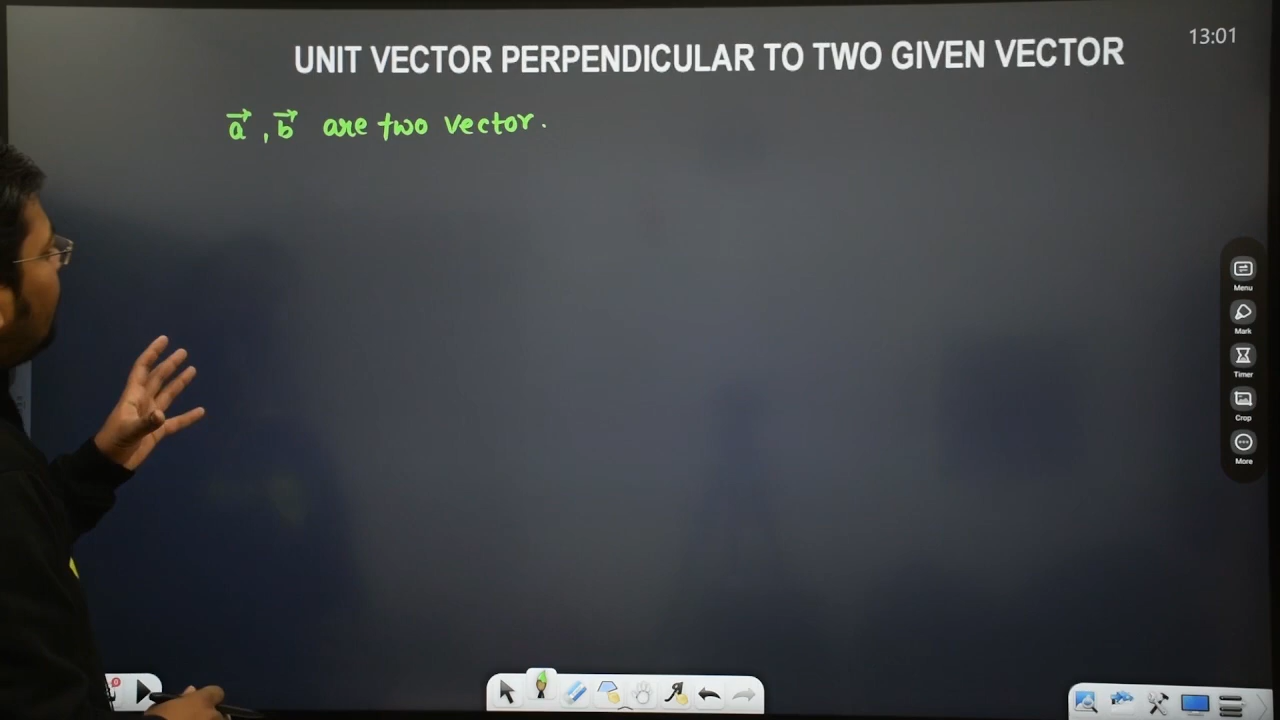 13:01
UNIT VECTOR PERPENDICULAR TO TWO GIVEN VECTOR
a⃗, b⃗ are two vector.
Menu
Mark
Timer
Crop
More